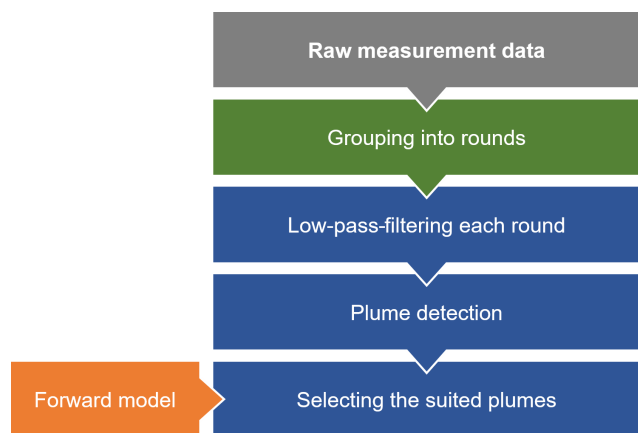 Raw measurement data
Grouping into rounds
Low-pass-filtering each round
Plume detection
Forward model
Selecting the suited plumes